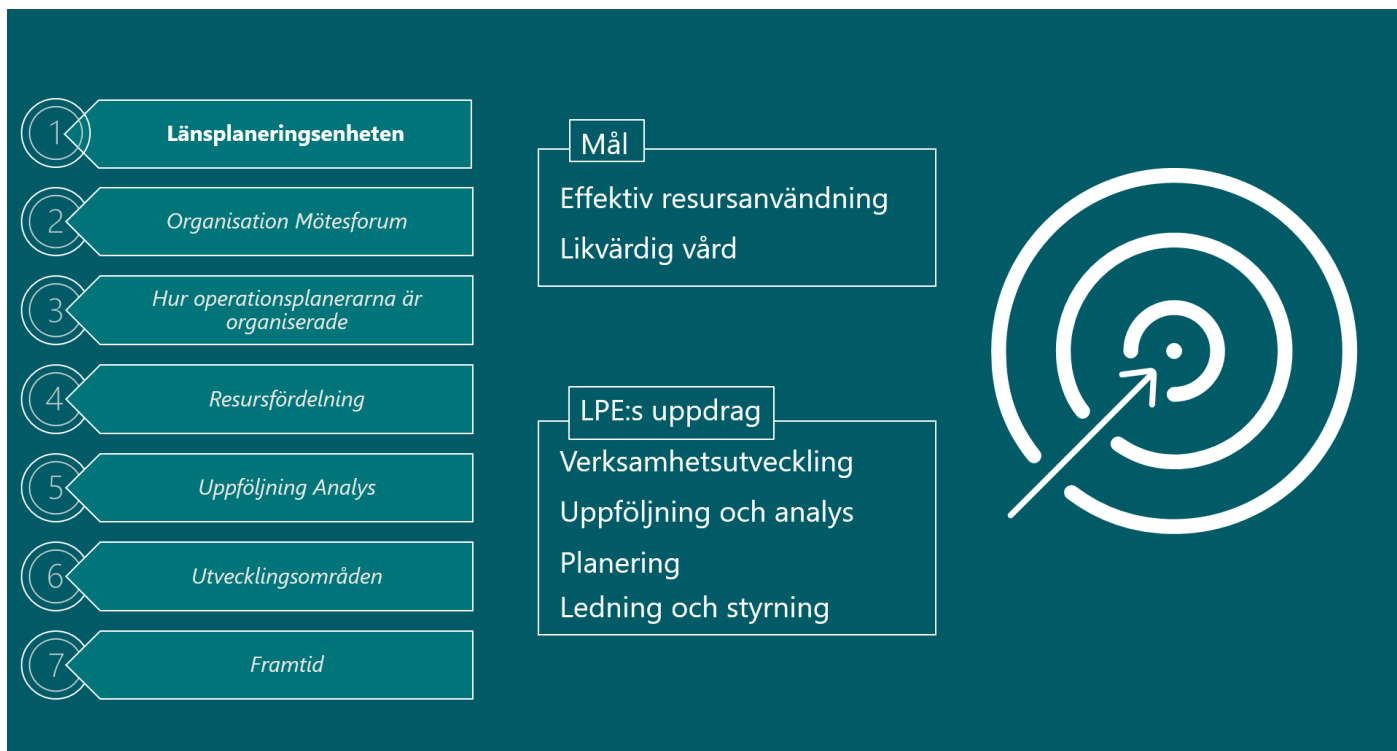 1
Länsplaneringsenheten
2
Organisation Mötesforum
3
Hur operationsplanerarna är
organiserade
4
Resursfördelning
5
Uppföljning Analys
6
Utvecklingsområden
7
Framtid
Mål
Effektiv resursanvändning
Likvärdig vård
LPE:s uppdrag
Verksamhetsutveckling
Uppföljning och analys
Planering
Ledning och styrning